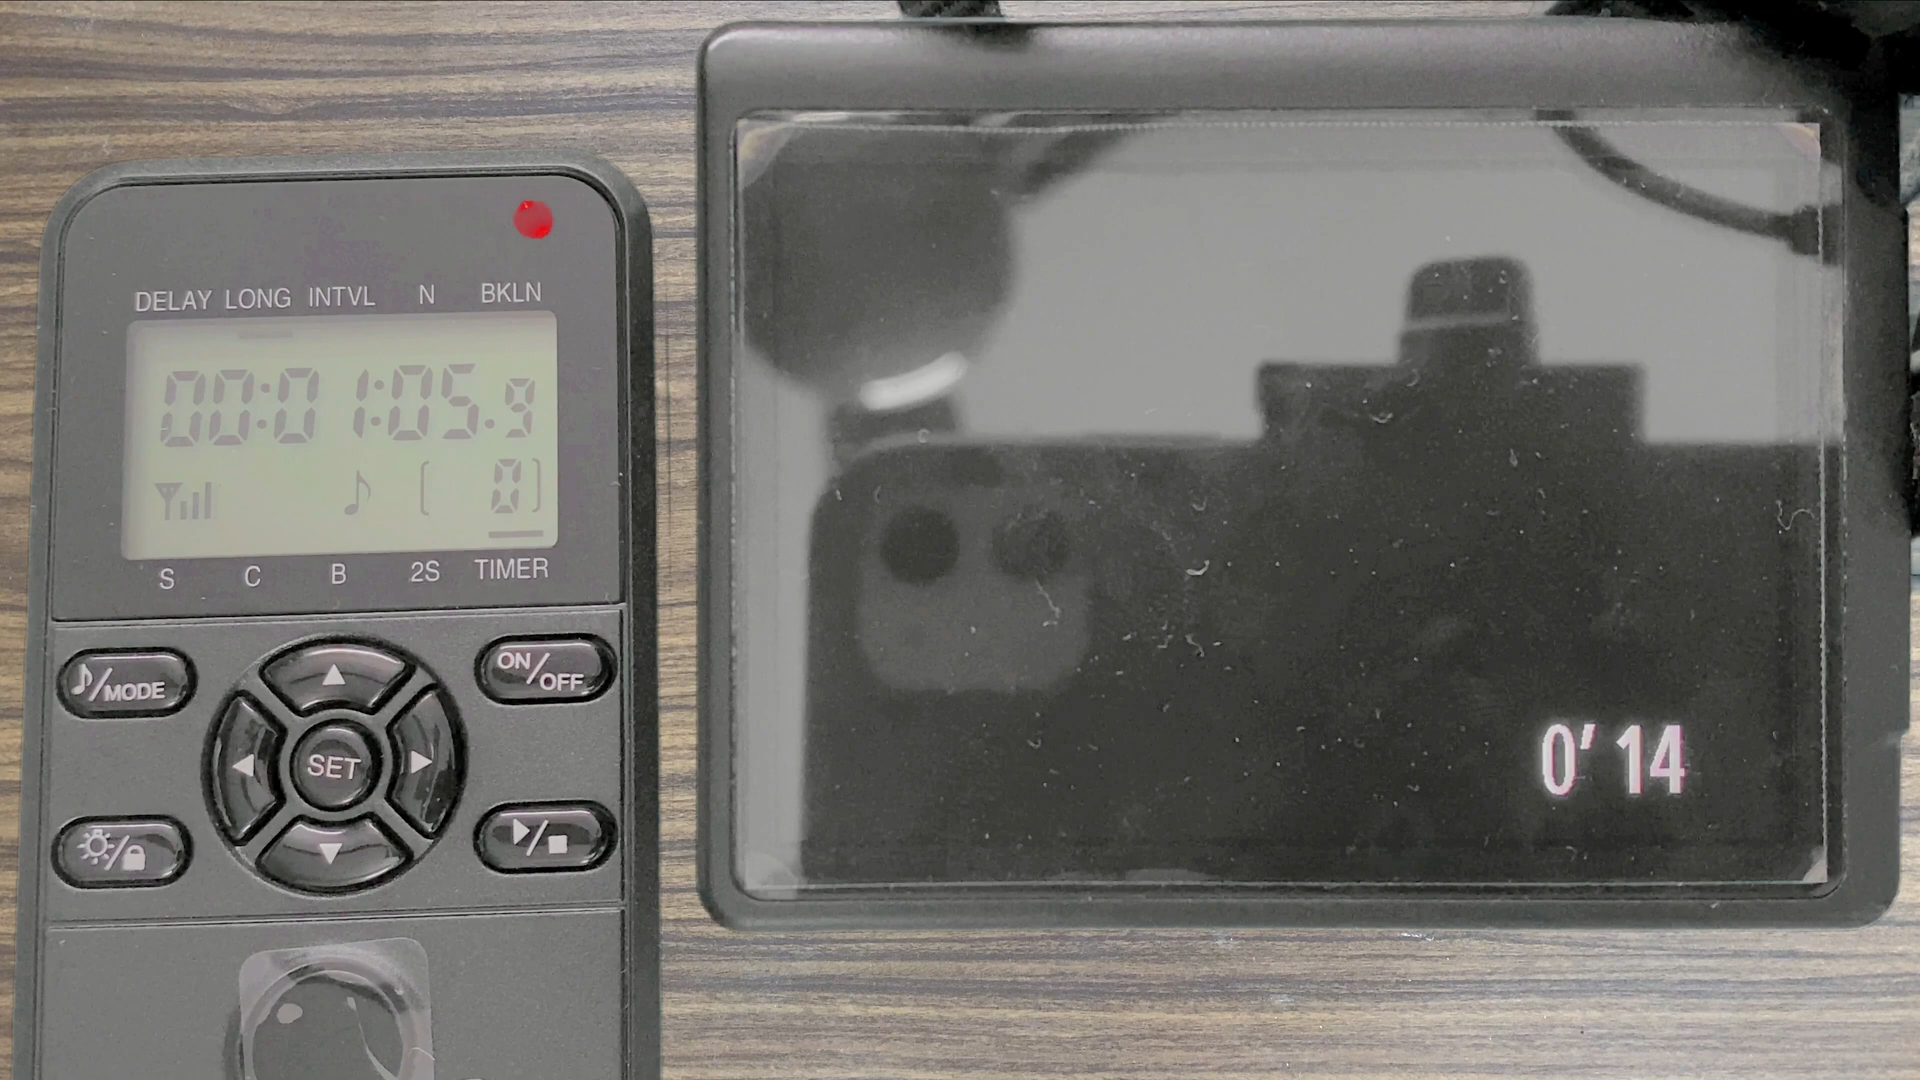 DELAY LONG INTVL N BKLN
00:01:05.9
[ 0]
S C B 2S TIMER
♪/MODE
ON/OFF
SET
0' 14